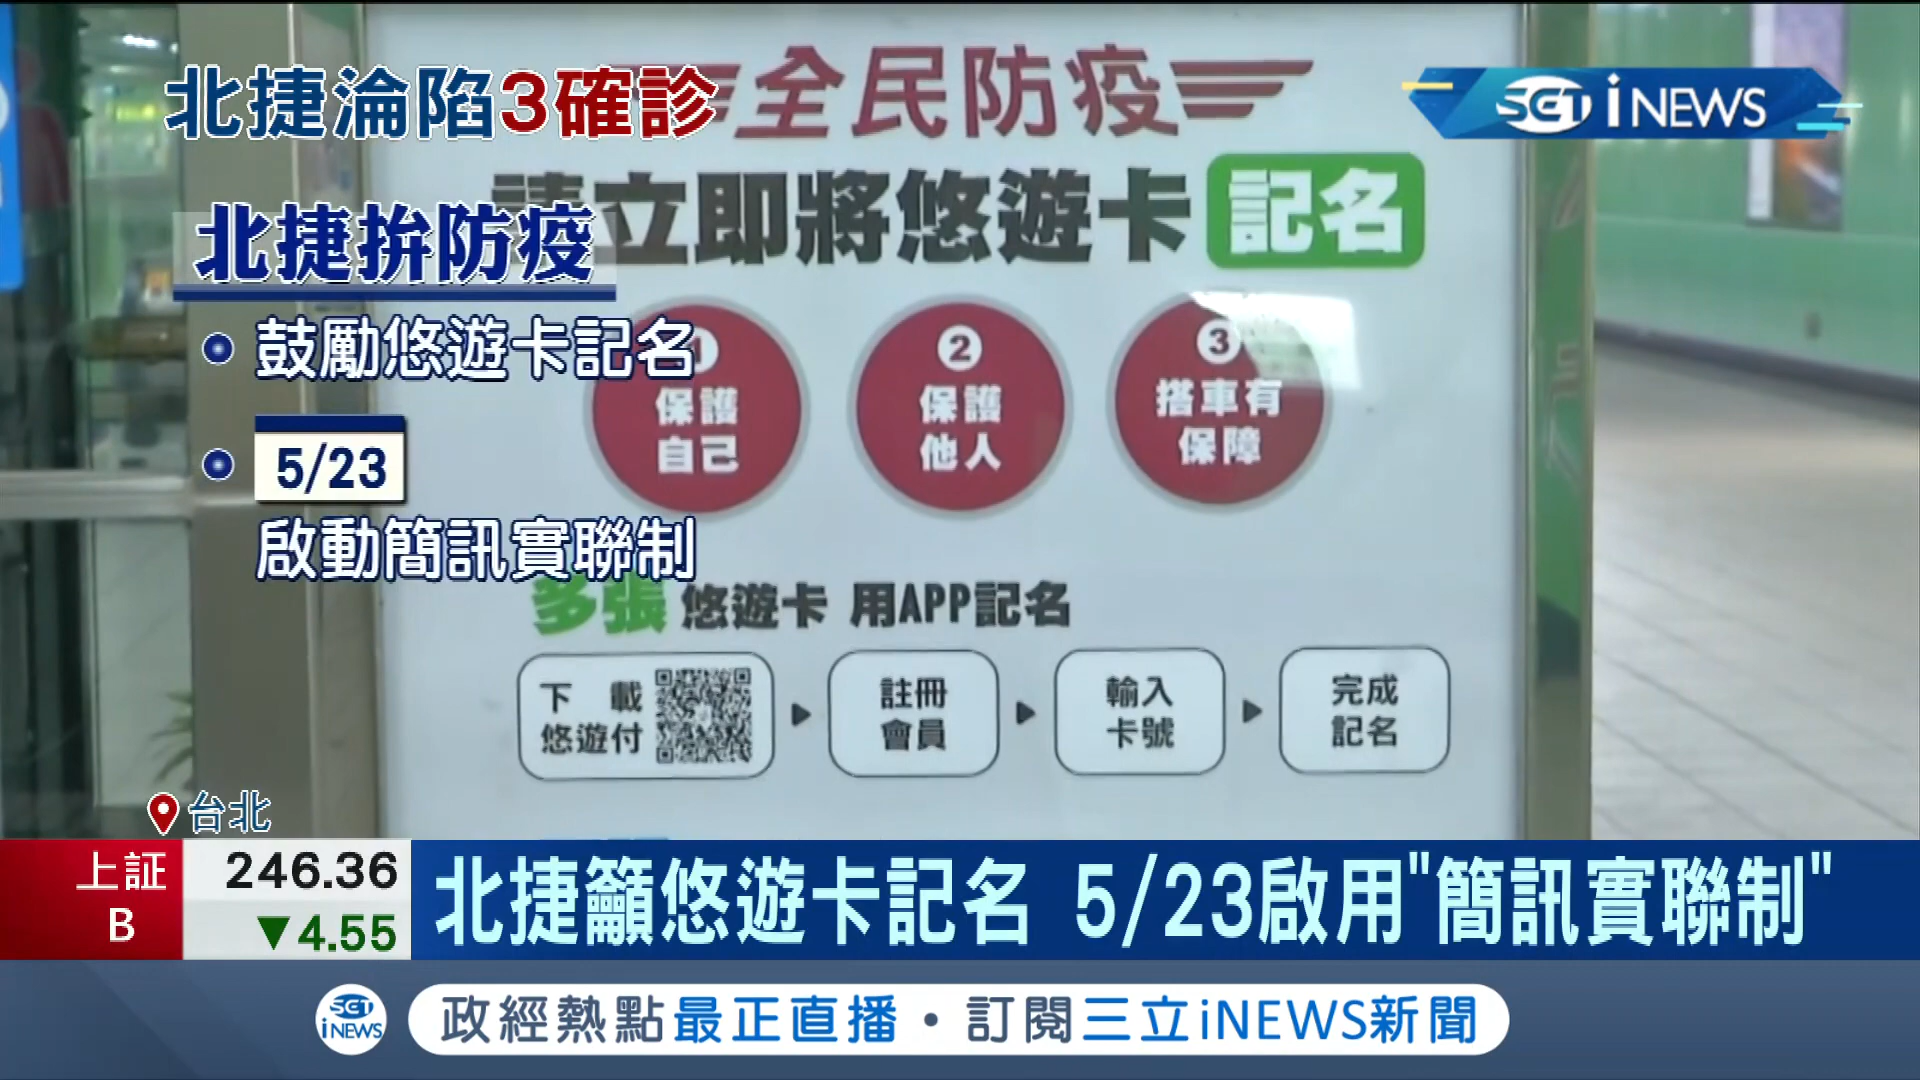 北捷淪陷3確診
全民防疫
SET iNEWS
請立即將悠遊卡記名
北捷拚防疫
鼓勵悠遊卡記名
5/23
啟動簡訊實聯制
1
保護
自己
2
保護
他人
3
搭車有
保障
多張 悠遊卡 用APP記名
下載
悠遊付
註冊
會員
輸入
卡號
完成
記名
台北
上証
B
246.36
▼4.55
北捷籲悠遊卡記名 5/23啟用"簡訊實聯制"
SET
iNEWS
政經熱點最正直播・訂閱三立iNEWS新聞